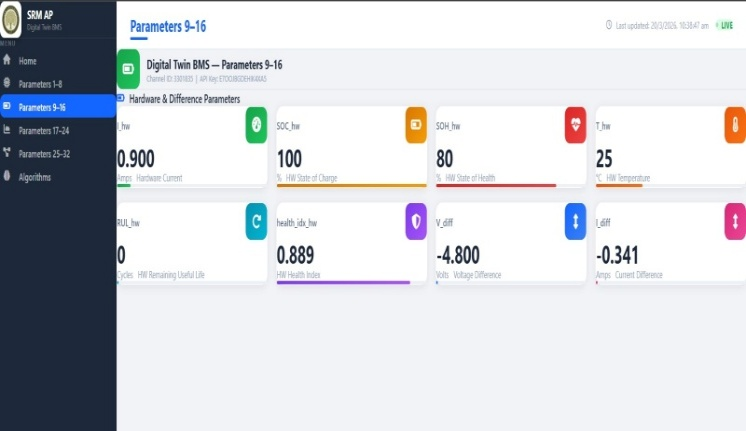 SRM AP
Digital Twin BMS
MENU
Home
Parameters 1–8
Parameters 9–16
Parameters 17–24
Parameters 25–32
Algorithms
Parameters 9–16
Last updated: 20/3/2026, 10:38:47 am
LIVE
Digital Twin BMS — Parameters 9–16
Channel ID: 3301835 | API Key:
Hardware & Difference Parameters
I_hw
0.900
Amps Hardware Current
SOC_hw
100
% HW State of Charge
SOH_hw
80
% HW State of Health
T_hw
25
°C HW Temperature
RUL_hw
0
Cycles HW Remaining Useful Life
health_idx_hw
0.889
HW Health Index
V_diff
-4.800
Volts Voltage Difference
I_diff
-0.341
Amps Current Difference